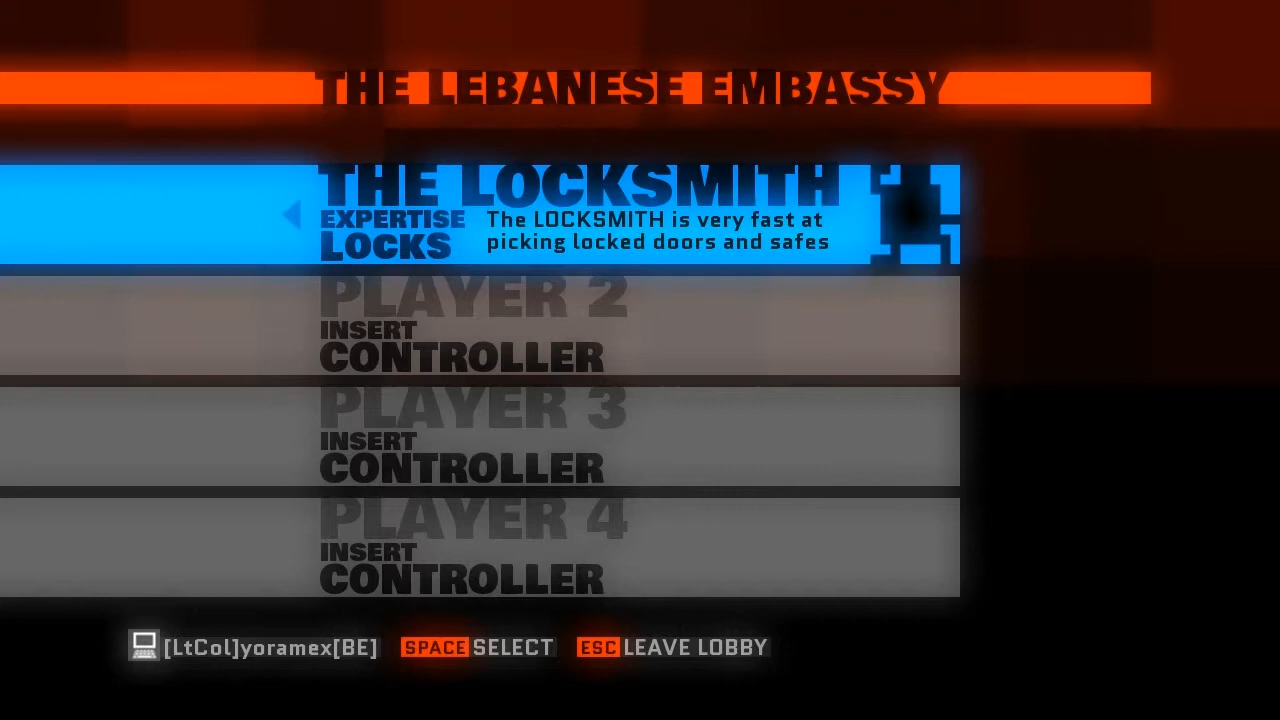 THE LEBANESE EMBASSY
THE LOCKSMITH
EXPERTISE
LOCKS
The LOCKSMITH is very fast at
picking locked doors and safes
PLAYER 2
INSERT
CONTROLLER
PLAYER 3
INSERT
CONTROLLER
PLAYER 4
INSERT
CONTROLLER
[LtCol]yoramex[BE] SPACE SELECT ESC LEAVE LOBBY